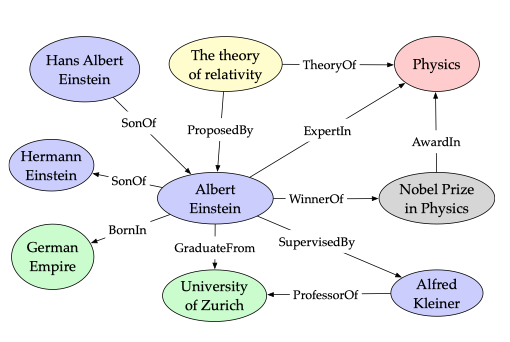 Hans Albert
Einstein
The theory
of relativity
TheoryOf
Physics
SonOf
ProposedBy
ExpertIn
AwardIn
Hermann
Einstein
SonOf
Albert
Einstein
WinnerOf
Nobel Prize
in Physics
BornIn
German
Empire
GraduateFrom
SupervisedBy
University
of Zurich
ProfessorOf
Alfred
Kleiner